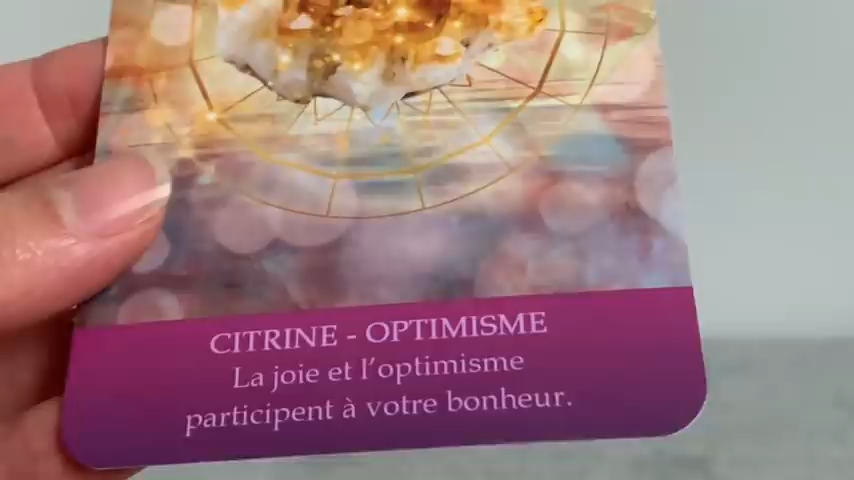 CITRINE - OPTIMISME
La joie et l'optimisme
participent à votre bonheur.